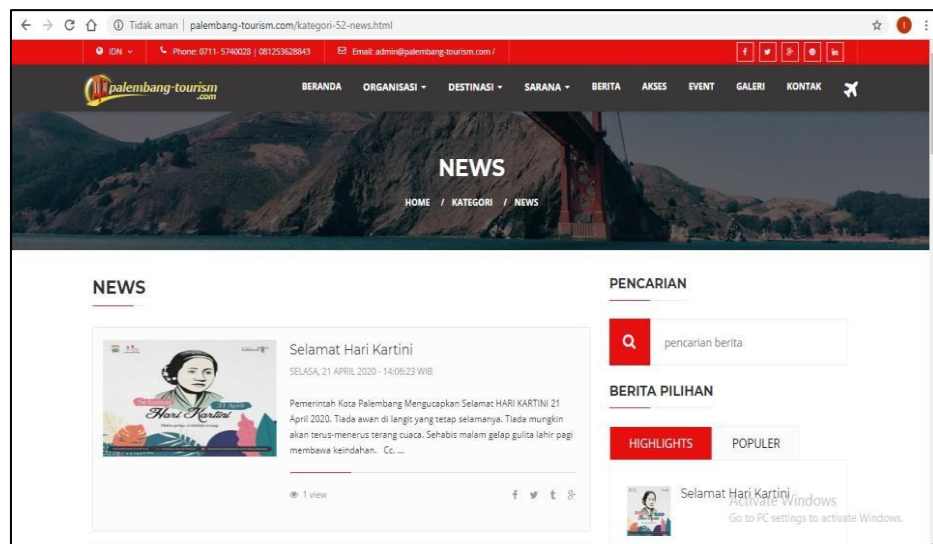 Tidak aman | palembang-tourism.com/kategori-52-news.html
IDN Phone: 0711- 5740028 | 081253628843 Email: admin@palembang-tourism.com /
palembang-tourism
.com
BERANDA ORGANISASI DESTINASI SARANA BERITA AKSES EVENT GALERI KONTAK
NEWS
HOME / KATEGORI / NEWS
NEWS
Selamat
Hari Kartini
21 April
Selamat Hari Kartini
SELASA, 21 APRIL 2020 - 14:06:23 WIB
Pemerintah Kota Palembang Mengucapkan Selamat HARI KARTINI 21
April 2020. Tiada awan di langit yang tetap selamanya. Tiada mungkin
akan terus-menerus terang cuaca. Sehabis malam gelap gulita lahir pagi
membawa keindahan. Cc. ...
1 view
PENCARIAN
pencarian berita
BERITA PILIHAN
HIGHLIGHTS POPULER
Selamat Hari Kartini
Activate Windows
Go to PC settings to activate Windows.